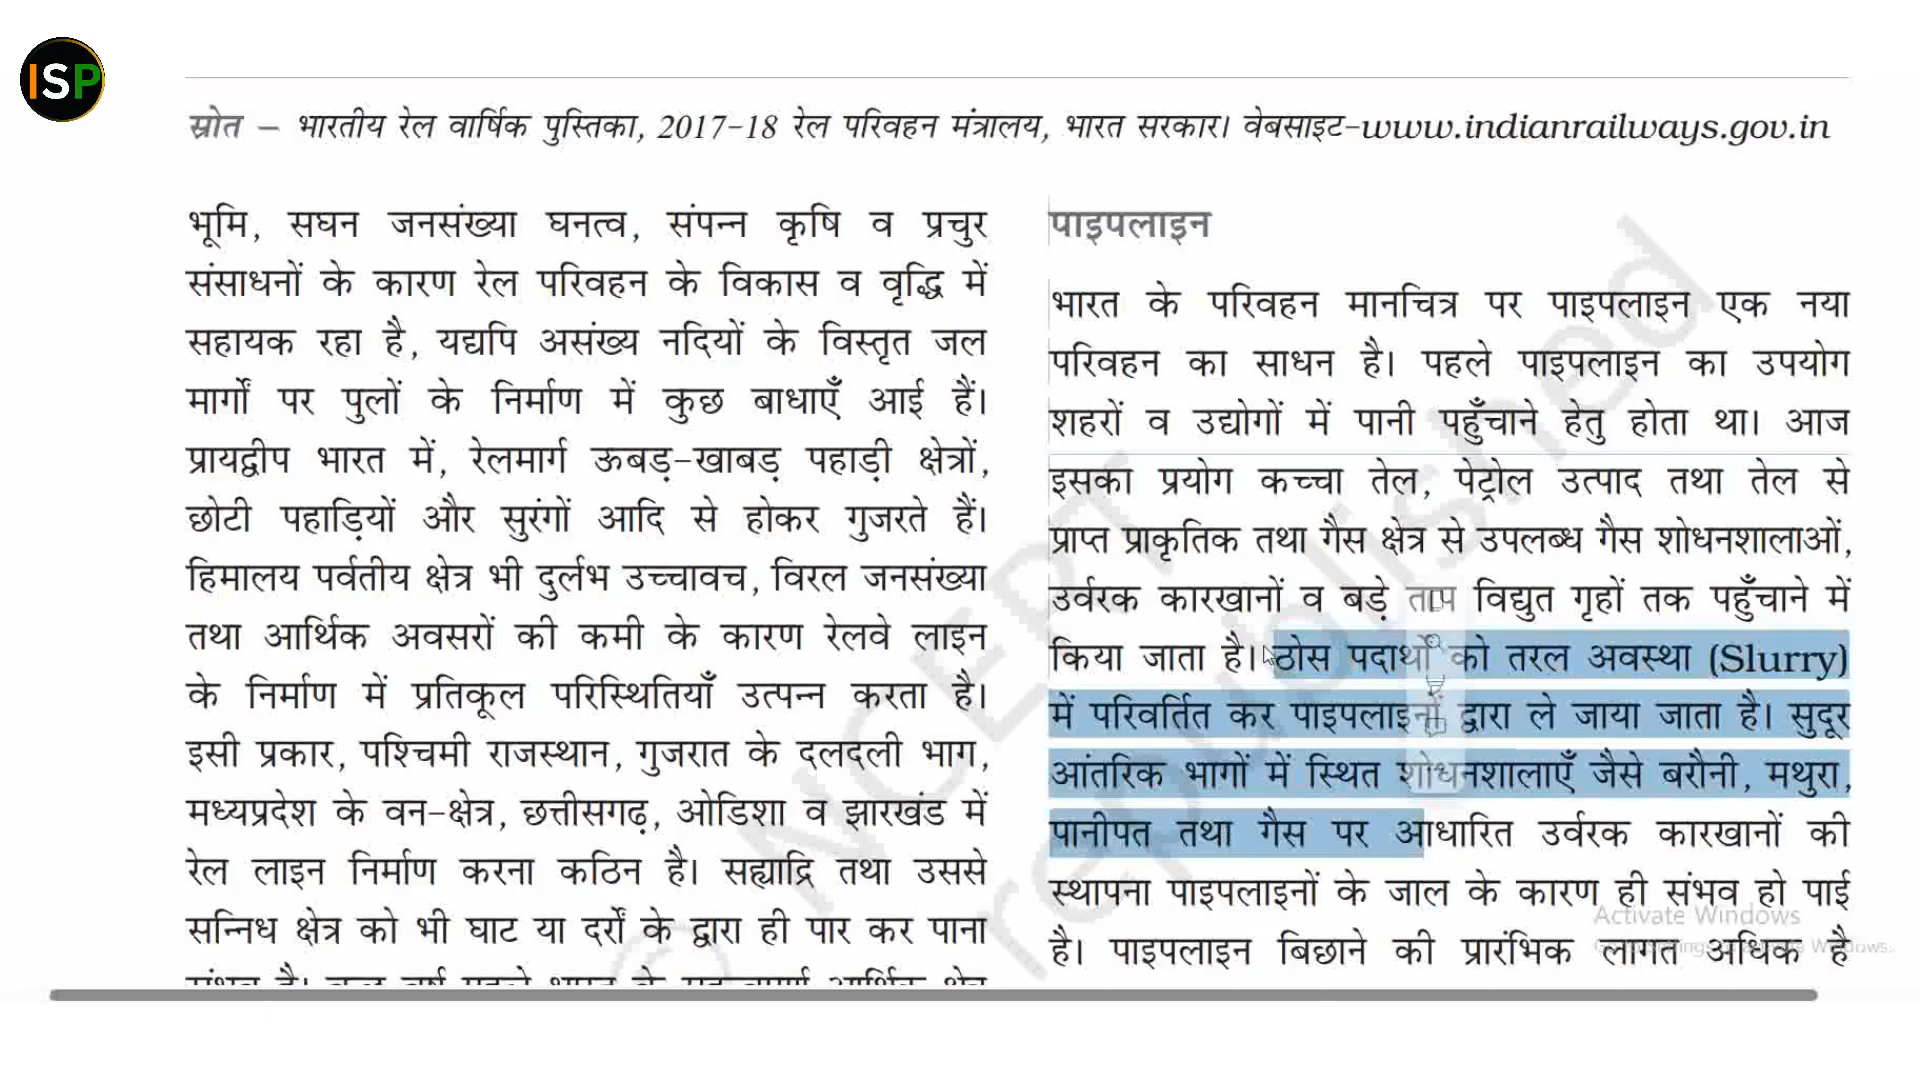 ISP
स्रोत – भारतीय रेल वार्षिक पुस्तिका, 2017–18 रेल परिवहन मंत्रालय, भारत सरकार। वेबसाइट–www.indianrailways.gov.in
भूमि, सघन जनसंख्या घनत्व, संपन्न कृषि व प्रचुर
संसाधनों के कारण रेल परिवहन के विकास व वृद्धि में
सहायक रहा है, यद्यपि असंख्य नदियों के विस्तृत जल
मार्गों पर पुलों के निर्माण में कुछ बाधाएँ आई हैं।
प्रायद्वीप भारत में, रेलमार्ग ऊबड़-खाबड़ पहाड़ी क्षेत्रों,
छोटी पहाड़ियों और सुरंगों आदि से होकर गुजरते हैं।
हिमालय पर्वतीय क्षेत्र भी दुर्लभ उच्चावच, विरल जनसंख्या
तथा आर्थिक अवसरों की कमी के कारण रेलवे लाइन
के निर्माण में प्रतिकूल परिस्थितियाँ उत्पन्न करता है।
इसी प्रकार, पश्चिमी राजस्थान, गुजरात के दलदली भाग,
मध्यप्रदेश के वन-क्षेत्र, छत्तीसगढ़, ओडिशा व झारखंड में
रेल लाइन निर्माण करना कठिन है। सह्याद्रि तथा उससे
सन्निध क्षेत्र को भी घाट या दर्रों के द्वारा ही पार कर पाना
पाइपलाइन
भारत के परिवहन मानचित्र पर पाइपलाइन एक नया
परिवहन का साधन है। पहले पाइपलाइन का उपयोग
शहरों व उद्योगों में पानी पहुँचाने हेतु होता था। आज
इसका प्रयोग कच्चा तेल, पेट्रोल उत्पाद तथा तेल से
प्राप्त प्राकृतिक तथा गैस क्षेत्र से उपलब्ध गैस शोधनशालाओं,
उर्वरक कारखानों व बड़े ताप विद्युत गृहों तक पहुँचाने में
किया जाता है। ठोस पदार्थों को तरल अवस्था (Slurry)
में परिवर्तित कर पाइपलाइनों द्वारा ले जाया जाता है। सुदूर
आंतरिक भागों में स्थित शोधनशालाएँ जैसे बरौनी, मथुरा,
पानीपत तथा गैस पर आधारित उर्वरक कारखानों की
स्थापना पाइपलाइनों के जाल के कारण ही संभव हो पाई
है। पाइपलाइन बिछाने की प्रारंभिक लागत अधिक है
© NCERT
republished
Activate Windows